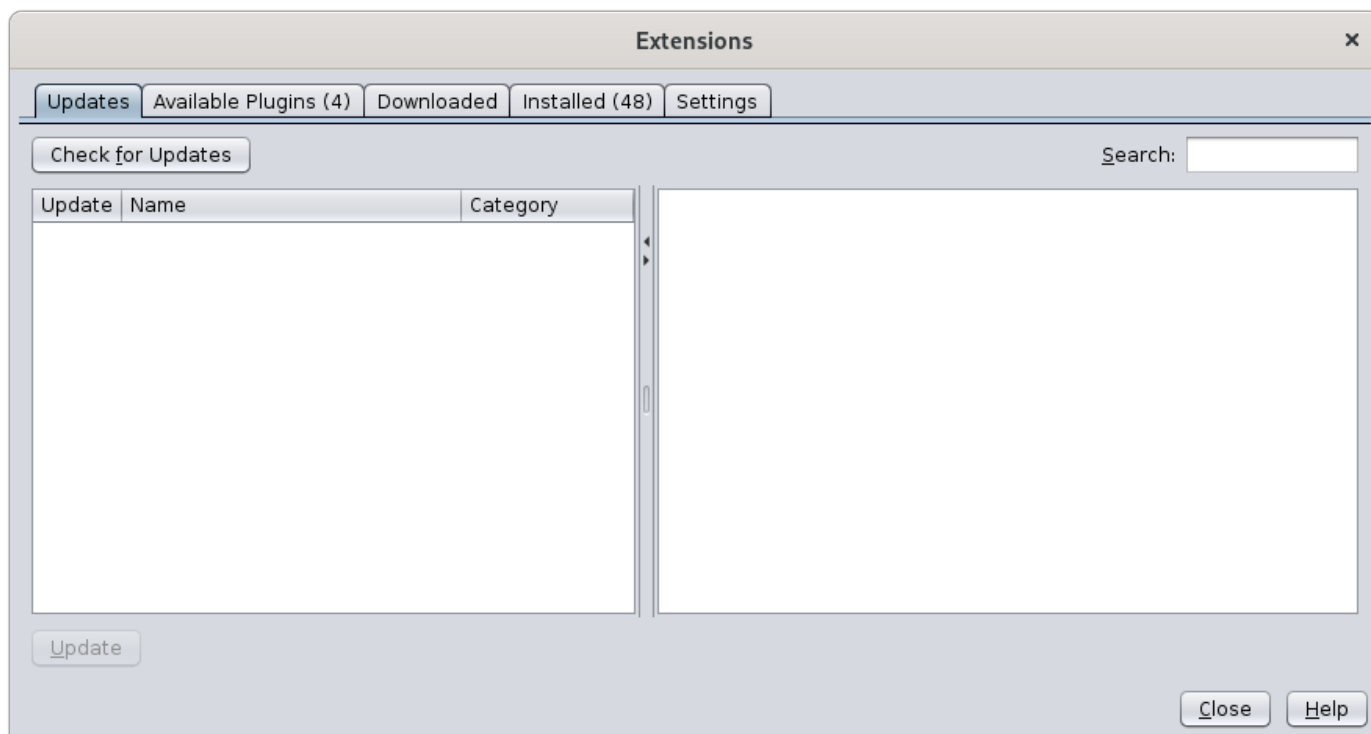 Extensions ×
Updates Available Plugins (4) Downloaded Installed (48) Settings
Check for Updates Search:
Update Name Category
Update
Close Help